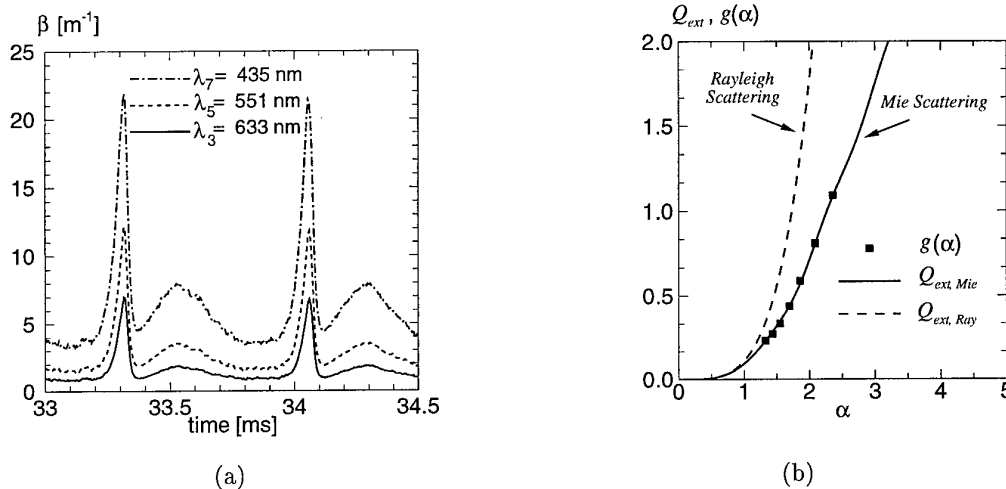 β [m⁻¹]
25
20
15
10
5
0
λ₇= 435 nm
λ₅= 551 nm
λ₃= 633 nm
33
33.5
34
34.5
time [ms]
(a)
Q_ext , g(α)
2.0
1.5
1.0
0.5
0.0
Rayleigh
Scattering
Mie Scattering
g(α)
Q_ext, Mie
Q_ext, Ray
0
1
2
3
4
5
α
(b)